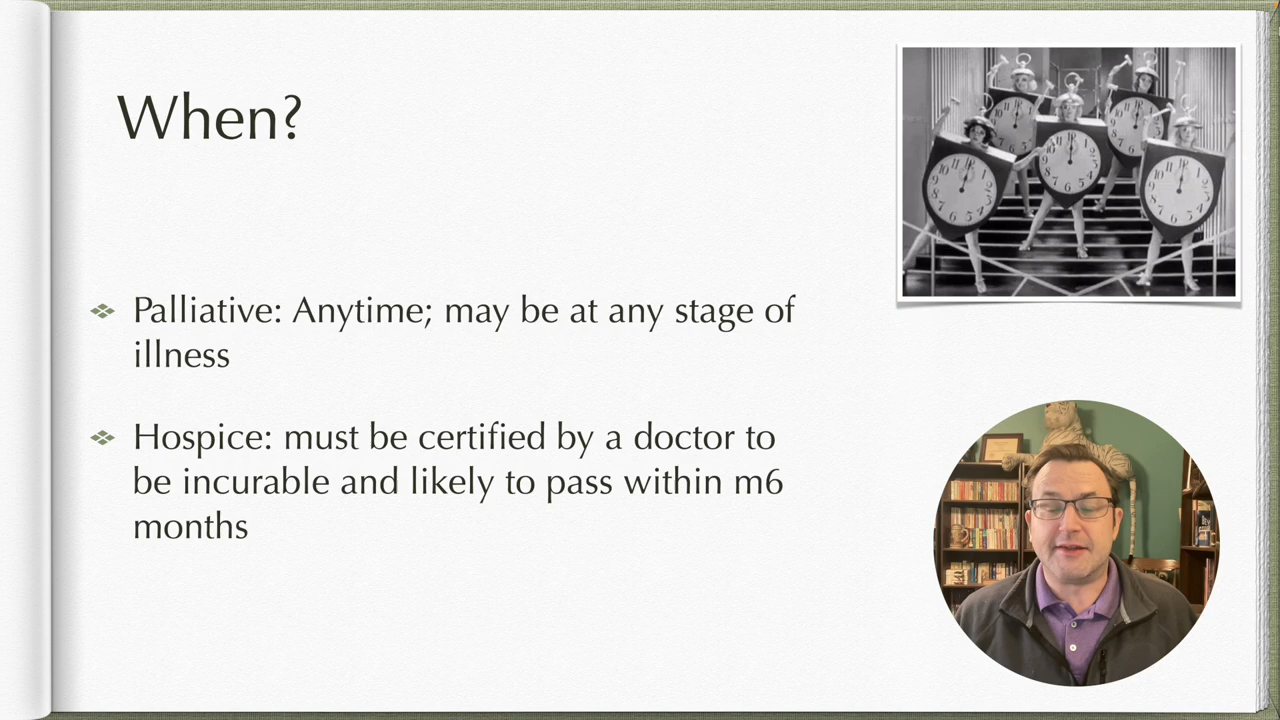 When?
Palliative: Anytime; may be at any stage of
illness
Hospice: must be certified by a doctor to
be incurable and likely to pass within m6
months